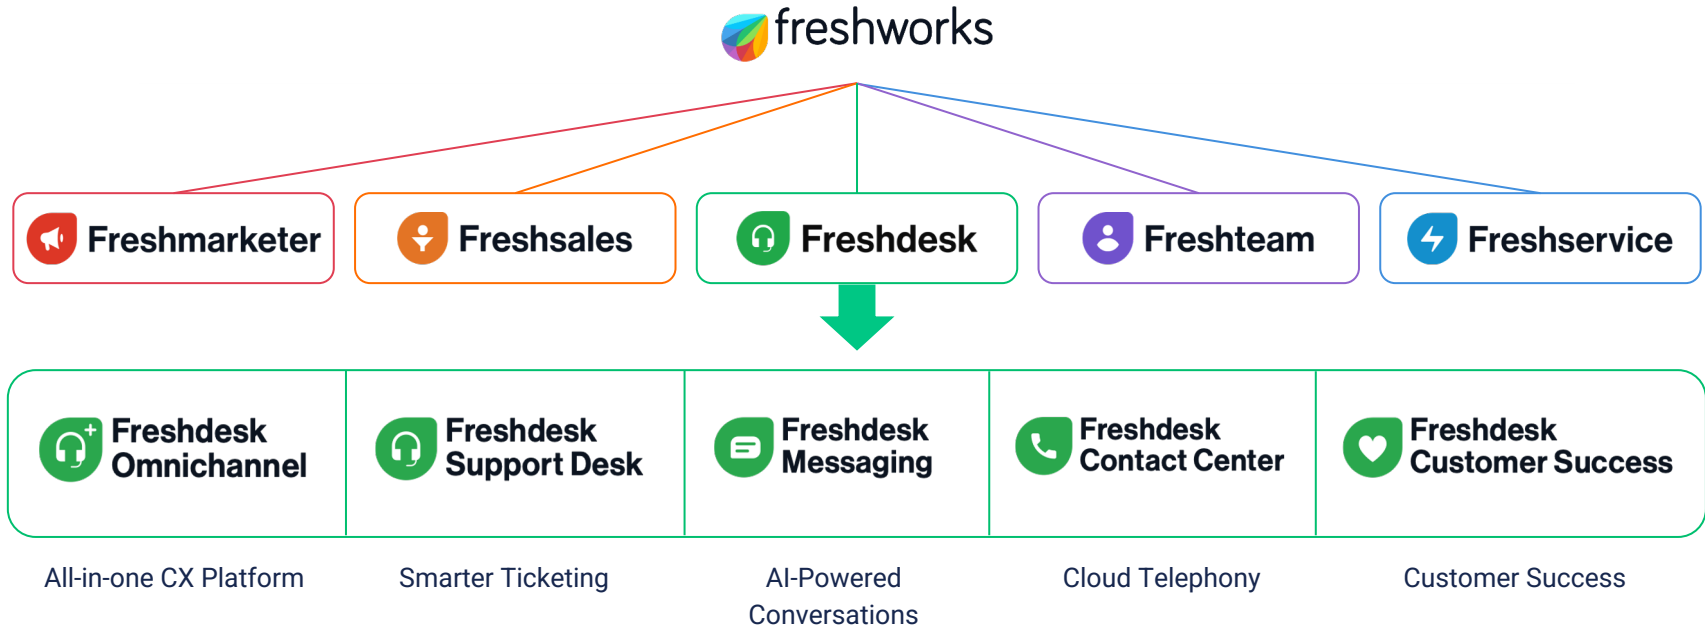 freshworks
Freshmarketer
Freshsales
Freshdesk
Freshteam
Freshservice
Freshdesk
Omnichannel
Freshdesk
Support Desk
Freshdesk
Messaging
Freshdesk
Contact Center
Freshdesk
Customer Success
All-in-one CX Platform
Smarter Ticketing
AI-Powered
Conversations
Cloud Telephony
Customer Success